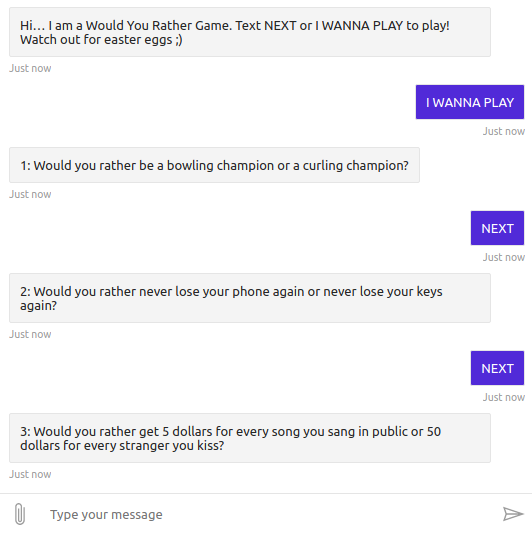 Hi... I am a Would You Rather Game. Text NEXT or I WANNA PLAY to play!
Watch out for easter eggs ;)
Just now
I WANNA PLAY
Just now
1: Would you rather be a bowling champion or a curling champion?
Just now
NEXT
Just now
2: Would you rather never lose your phone again or never lose your keys
again?
Just now
NEXT
Just now
3: Would you rather get 5 dollars for every song you sang in public or 50
dollars for every stranger you kiss?
Just now
Type your message